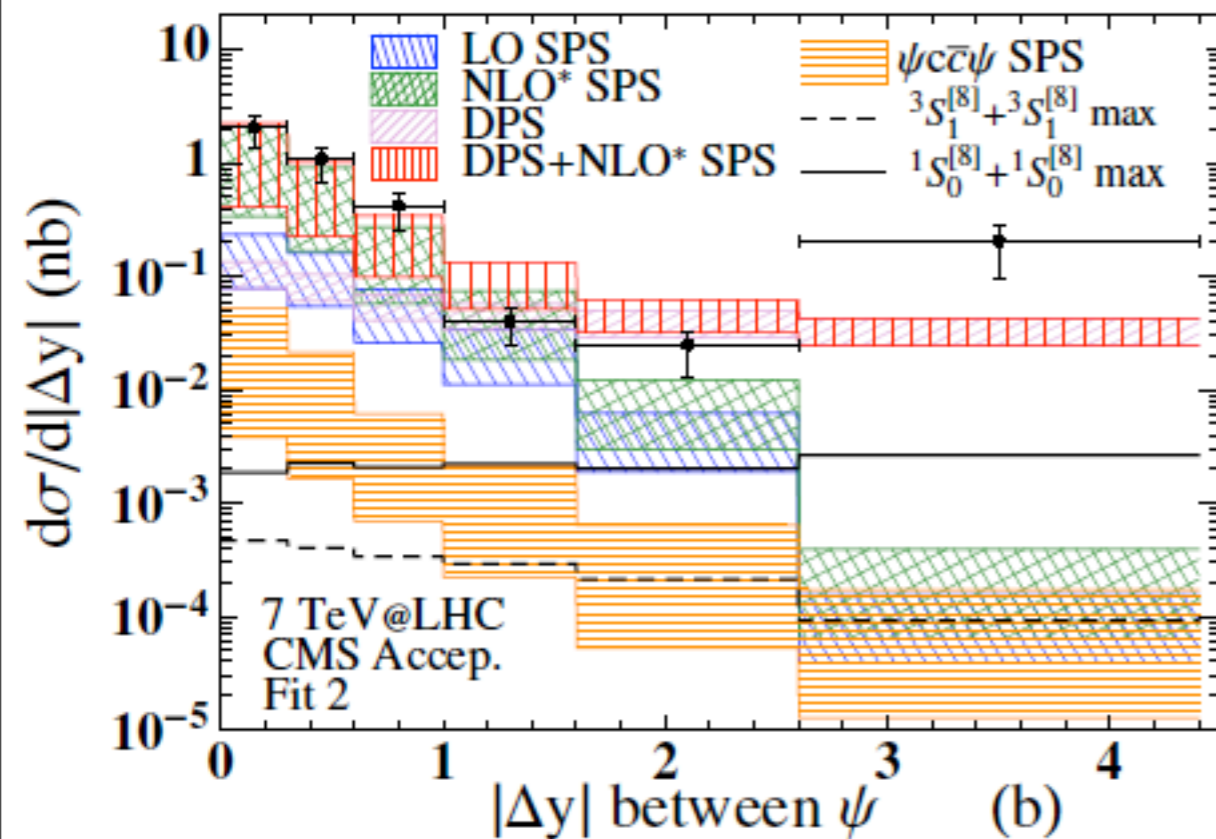 dσ/d|Δy| (nb)
10
1
10⁻¹
10⁻²
10⁻³
10⁻⁴
10⁻⁵
LO SPS
NLO* SPS
DPS
DPS+NLO* SPS
ψcc̅ψ SPS
³S₁^[8]+³S₁^[8] max
¹S₀^[8]+¹S₀^[8] max
7 TeV@LHC
CMS Accep.
Fit 2
0 1 2 3 4
|Δy| between ψ (b)